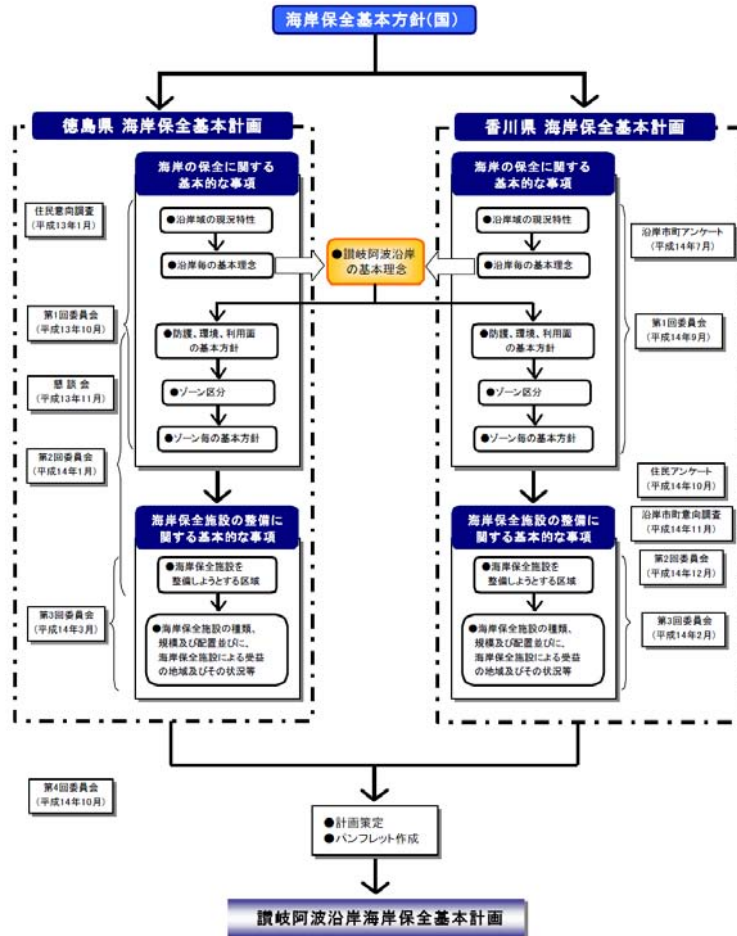 海岸保全基本方針(国)
徳島県 海岸保全基本計画
海岸の保全に関する
基本的な事項
●沿岸域の現況特性
●沿岸毎の基本理念
●防護、環境、利用面
の基本方針
●ゾーン区分
●ゾーン毎の基本方針
海岸保全施設の整備に
関する基本的な事項
●海岸保全施設を
整備しようとする区域
●海岸保全施設の種類、
規模及び配置並びに、
海岸保全施設による受益
の地域及びその状況等
住民意向調査
(平成13年1月)
第1回委員会
(平成13年10月)
懇談会
(平成13年11月)
第2回委員会
(平成14年1月)
第3回委員会
(平成14年3月)
第4回委員会
(平成14年10月)
●讃岐阿波沿岸
の基本理念
香川県 海岸保全基本計画
海岸の保全に関する
基本的な事項
●沿岸域の現況特性
●沿岸毎の基本理念
●防護、環境、利用面
の基本方針
●ゾーン区分
●ゾーン毎の基本方針
海岸保全施設の整備に
関する基本的な事項
●海岸保全施設を
整備しようとする区域
●海岸保全施設の種類、
規模及び配置並びに、
海岸保全施設による受益
の地域及びその状況等
沿岸市町アンケート
(平成14年7月)
第1回委員会
(平成14年9月)
住民アンケート
(平成14年10月)
沿岸市町意向調査
(平成14年11月)
第2回委員会
(平成14年12月)
第3回委員会
(平成14年2月)
●計画策定
●パンフレット作成
讃岐阿波沿岸海岸保全基本計画